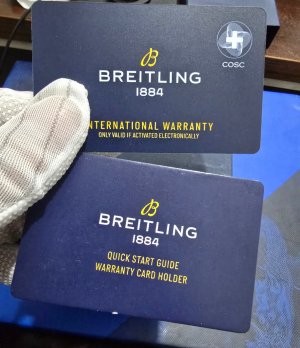 BREITLING
1884
COSC
INTERNATIONAL WARRANTY
ONLY VALID IF ACTIVATED ELECTRONICALLY
BREITLING
1884
QUICK START GUIDE
WARRANTY CARD HOLDER